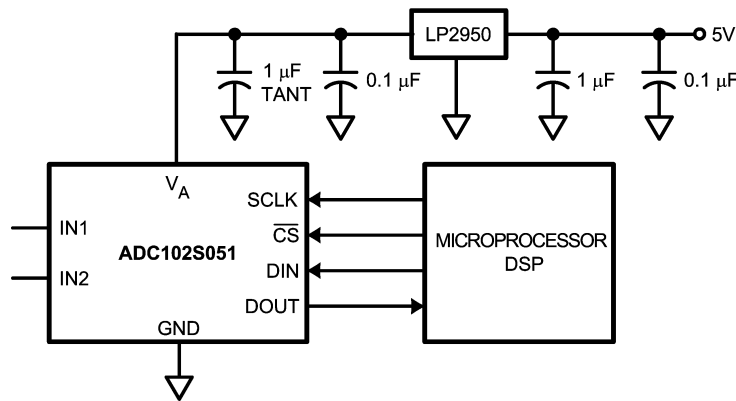 LP2950
5V
1 µF
TANT
0.1 µF
1 µF
0.1 µF
VA
SCLK
IN1
CS
MICROPROCESSOR
DSP
ADC102S051
DIN
IN2
DOUT
GND